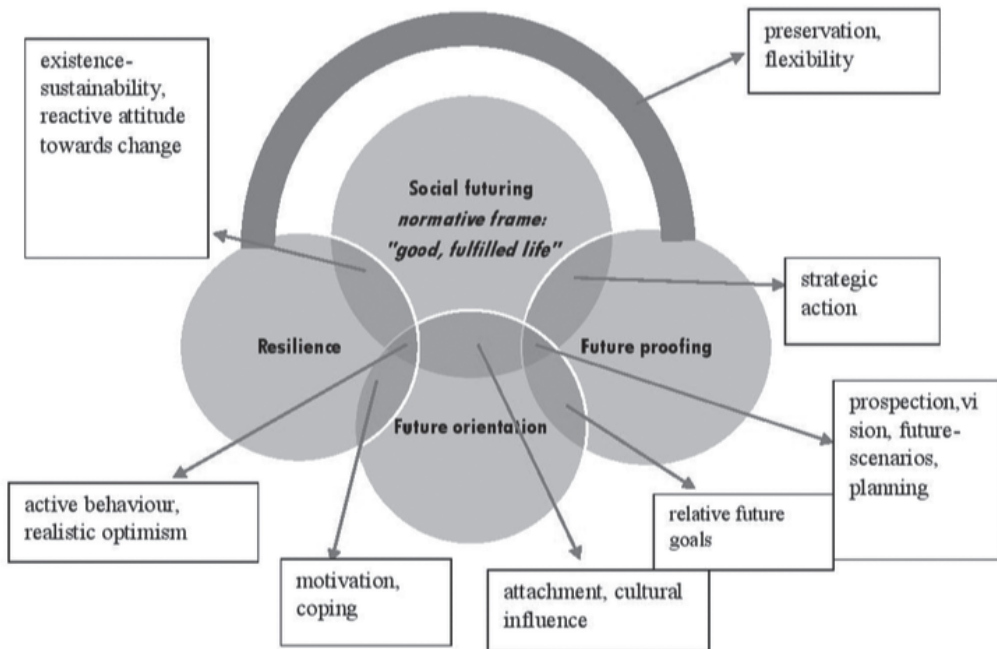 existence-
sustainability,
reactive attitude
towards change
preservation,
flexibility
Social futuring
normative frame:
"good, fulfilled life"
strategic
action
Resilience
Future proofing
Future orientation
prospection,vi
sion, future-
scenarios,
planning
active behaviour,
realistic optimism
relative future
goals
motivation,
coping
attachment, cultural
influence